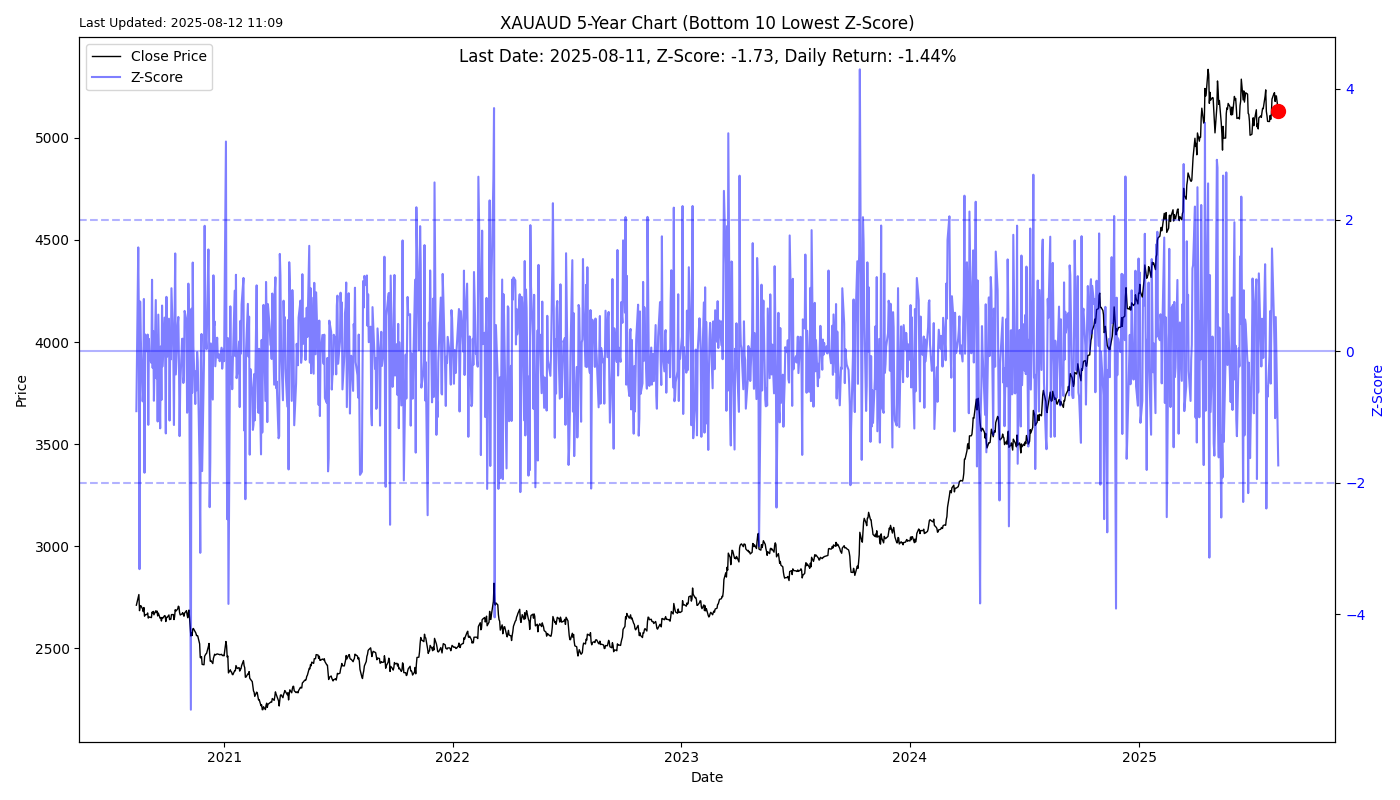 Last Updated: 2025-08-12 11:09
XAUAUD 5-Year Chart (Bottom 10 Lowest Z-Score)
Last Date: 2025-08-11, Z-Score: -1.73, Daily Return: -1.44%
Close Price
Z-Score
5000
4500
4000
3500
3000
2500
Price
4
2
0
−2
−4
Z-Score
2021
2022
2023
2024
2025
Date